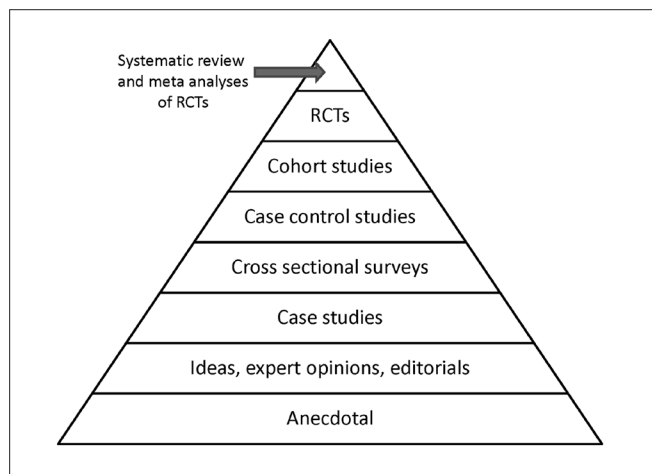 Systematic review
and meta analyses
of RCTs
RCTs
Cohort studies
Case control studies
Cross sectional surveys
Case studies
Ideas, expert opinions, editorials
Anecdotal